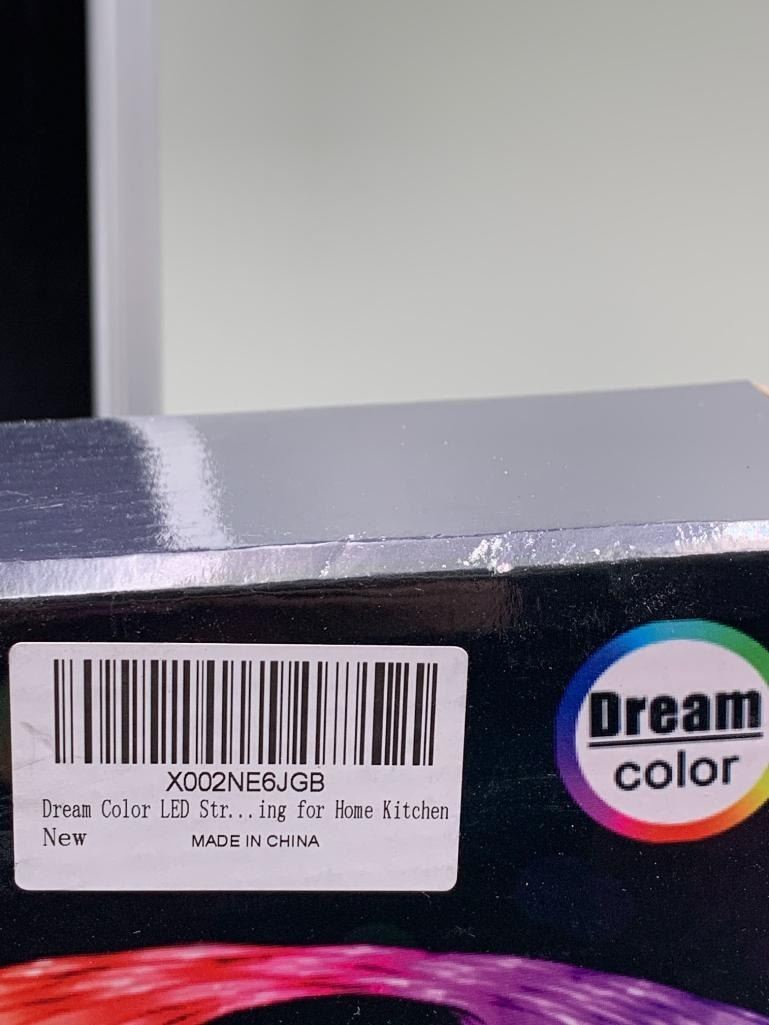 X002NE6JGB
Dream Color LED Str...ing for Home Kitchen
New MADE IN CHINA
Dream
color